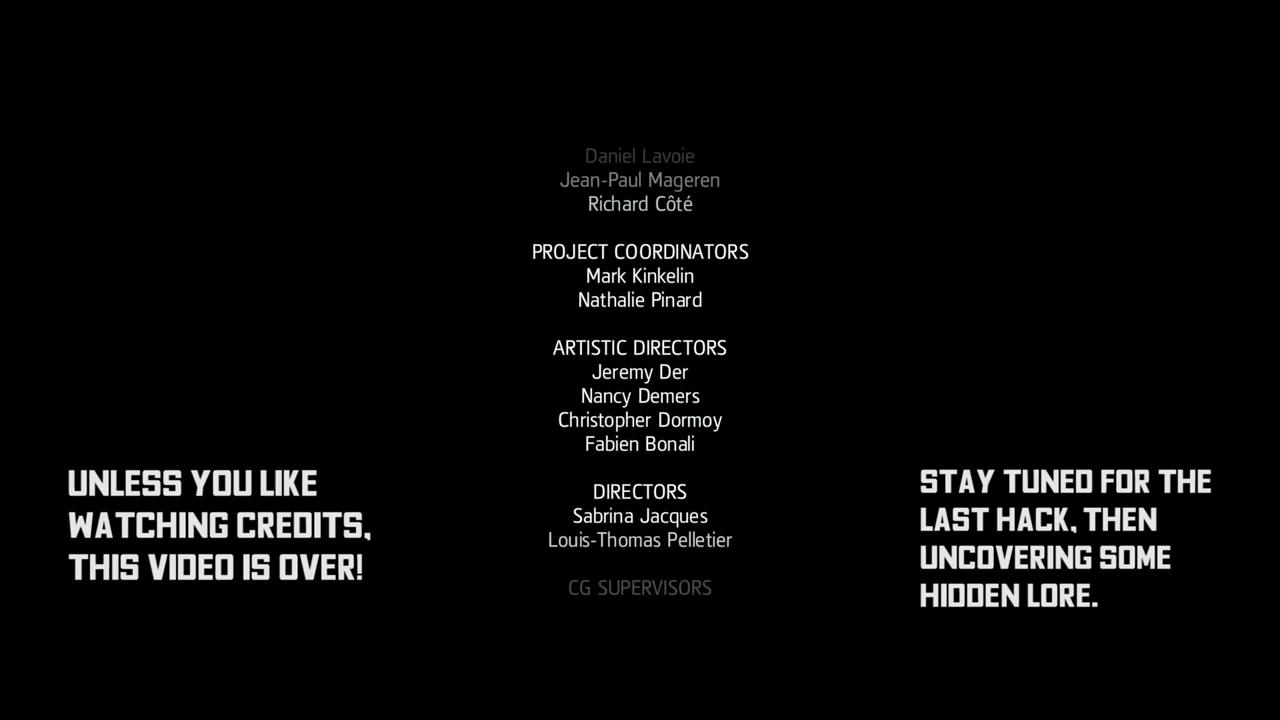 Daniel Lavoie
Jean-Paul Mageren
Richard Côté
PROJECT COORDINATORS
Mark Kinkelin
Nathalie Pinard
ARTISTIC DIRECTORS
Jeremy Der
Nancy Demers
Christopher Dormoy
Fabien Bonali
DIRECTORS
Sabrina Jacques
Louis-Thomas Pelletier
CG SUPERVISORS
UNLESS YOU LIKE
WATCHING CREDITS,
THIS VIDEO IS OVER!
STAY TUNED FOR THE
LAST HACK, THEN
UNCOVERING SOME
HIDDEN LORE.